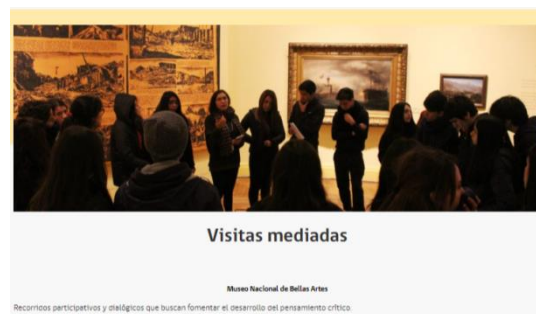 Visitas mediadas
Museo Nacional de Bellas Artes
Recorridos participativos y dialógicos que buscan fomentar el desarrollo del pensamiento crítico.